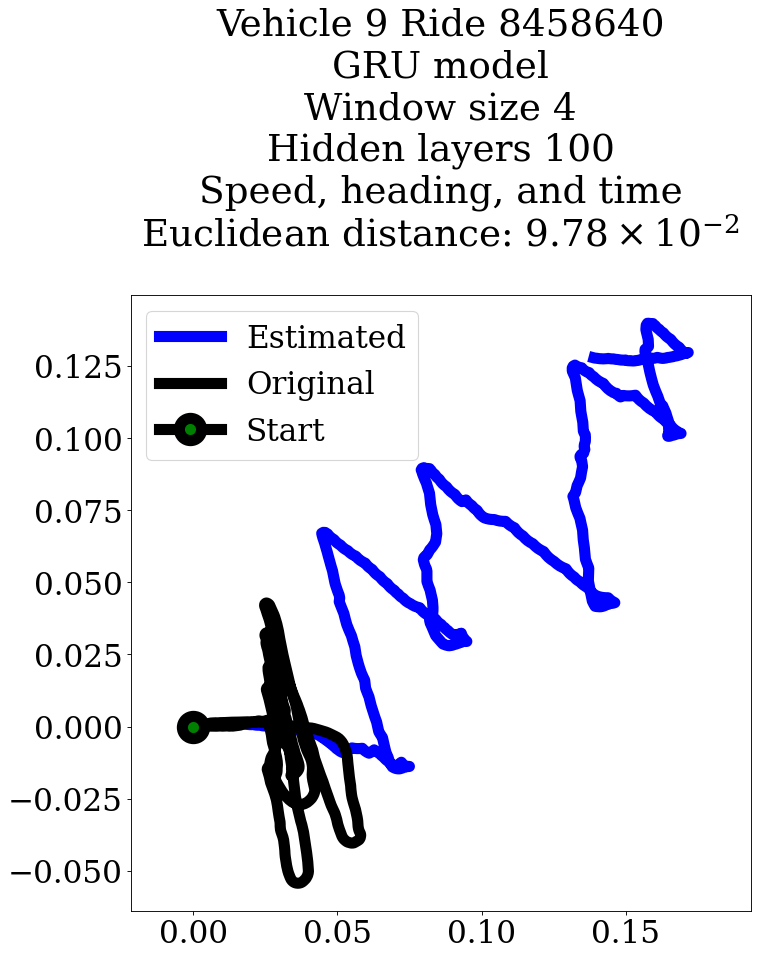 Vehicle 9 Ride 8458640
GRU model
Window size 4
Hidden layers 100
Speed, heading, and time
Euclidean distance: 9.78 × 10⁻²
Estimated
Original
Start
0.125
0.100
0.075
0.050
0.025
0.000
−0.025
−0.050
0.00 0.05 0.10 0.15